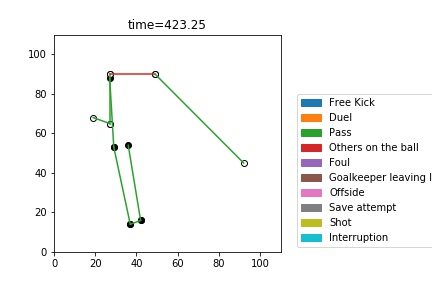 time=423.25
100
80
60
40
20
0
0 20 40 60 80 100
Free Kick
Duel
Pass
Others on the ball
Foul
Goalkeeper leaving l
Offside
Save attempt
Shot
Interruption